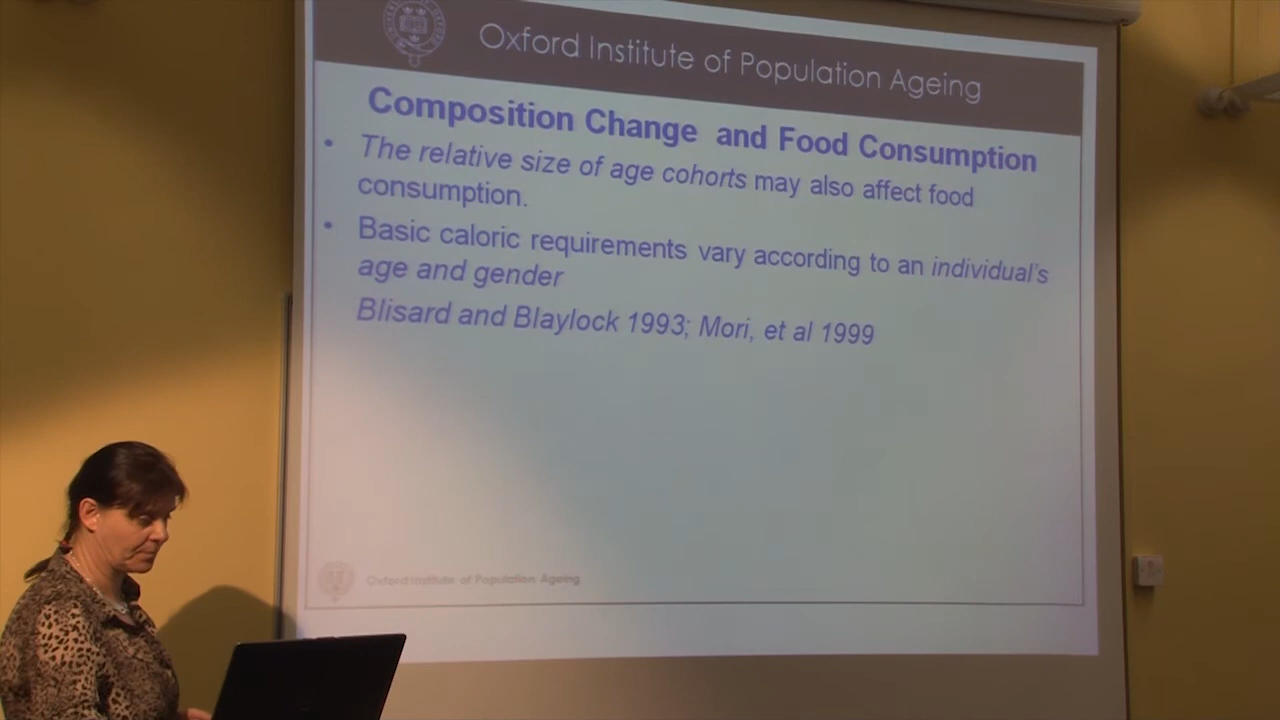 Oxford Institute of Population Ageing
Composition Change and Food Consumption
• The relative size of age cohorts may also affect food
consumption.
• Basic caloric requirements vary according to an individual's
age and gender
Blisard and Blaylock 1993; Mori, et al 1999
Oxford Institute of Population Ageing